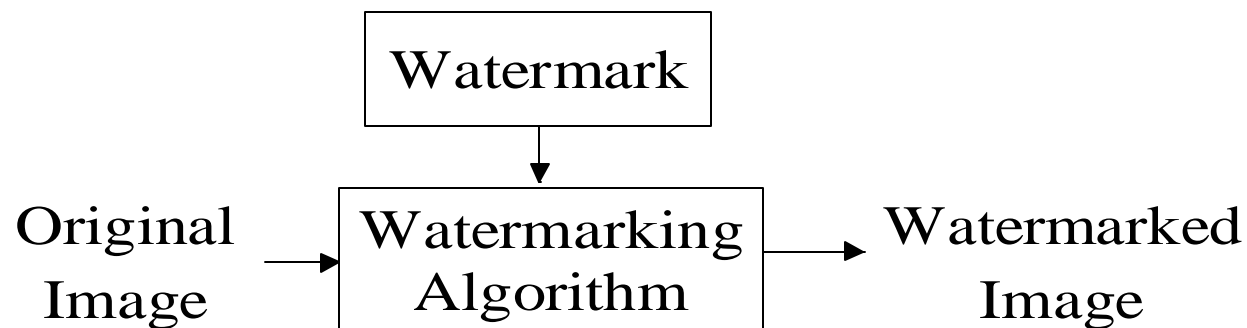 Watermark
Original
Image
Watermarking
Algorithm
Watermarked
Image